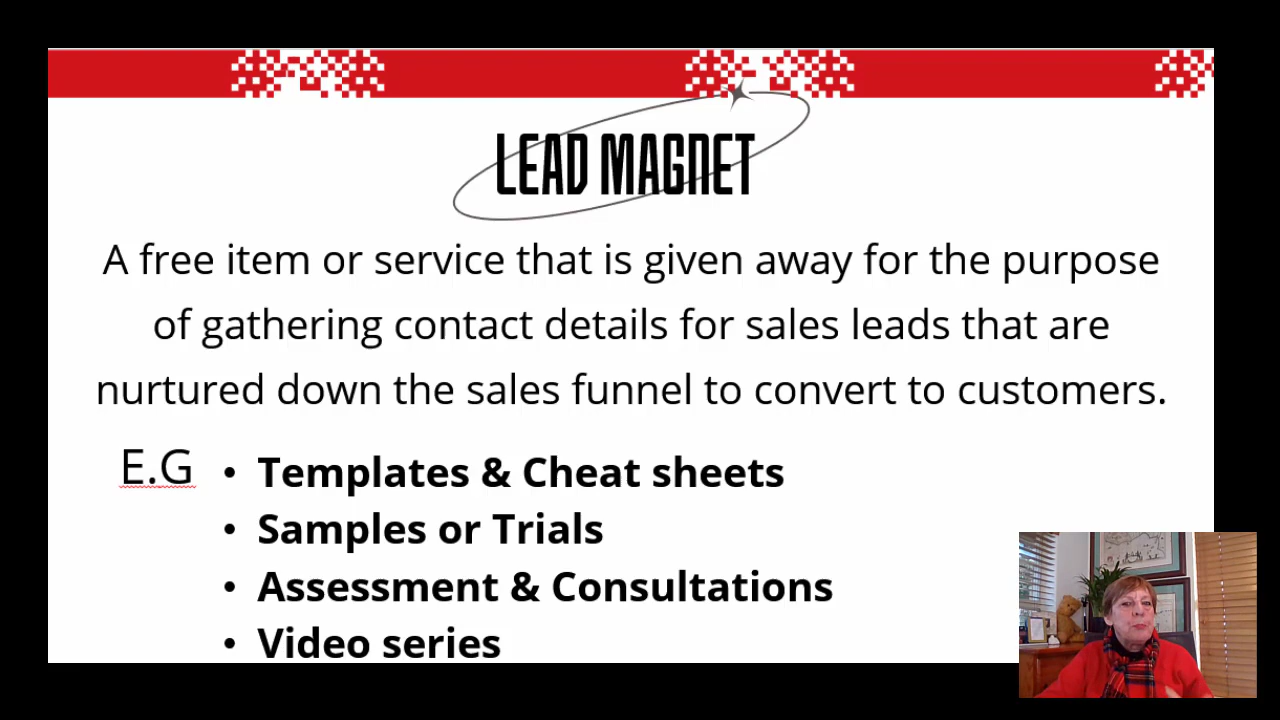 LEAD MAGNET
A free item or service that is given away for the purpose
of gathering contact details for sales leads that are
nurtured down the sales funnel to convert to customers.
E.G
• Templates & Cheat sheets
• Samples or Trials
• Assessment & Consultations
• Video series